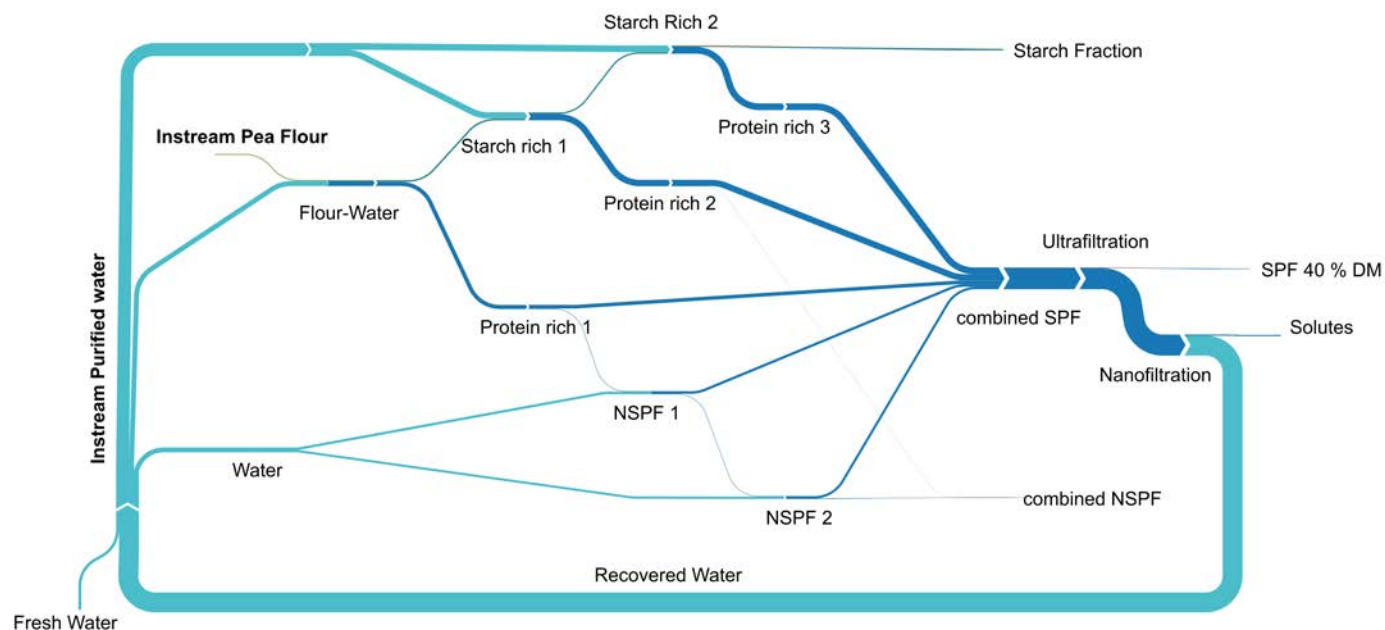 Starch Rich 2
Starch Fraction
Protein rich 3
Instream Pea Flour
Starch rich 1
Flour-Water
Protein rich 2
Ultrafiltration
SPF 40 % DM
Instream Purified water
Protein rich 1
combined SPF
Solutes
Nanofiltration
NSPF 1
Water
combined NSPF
NSPF 2
Recovered Water
Fresh Water